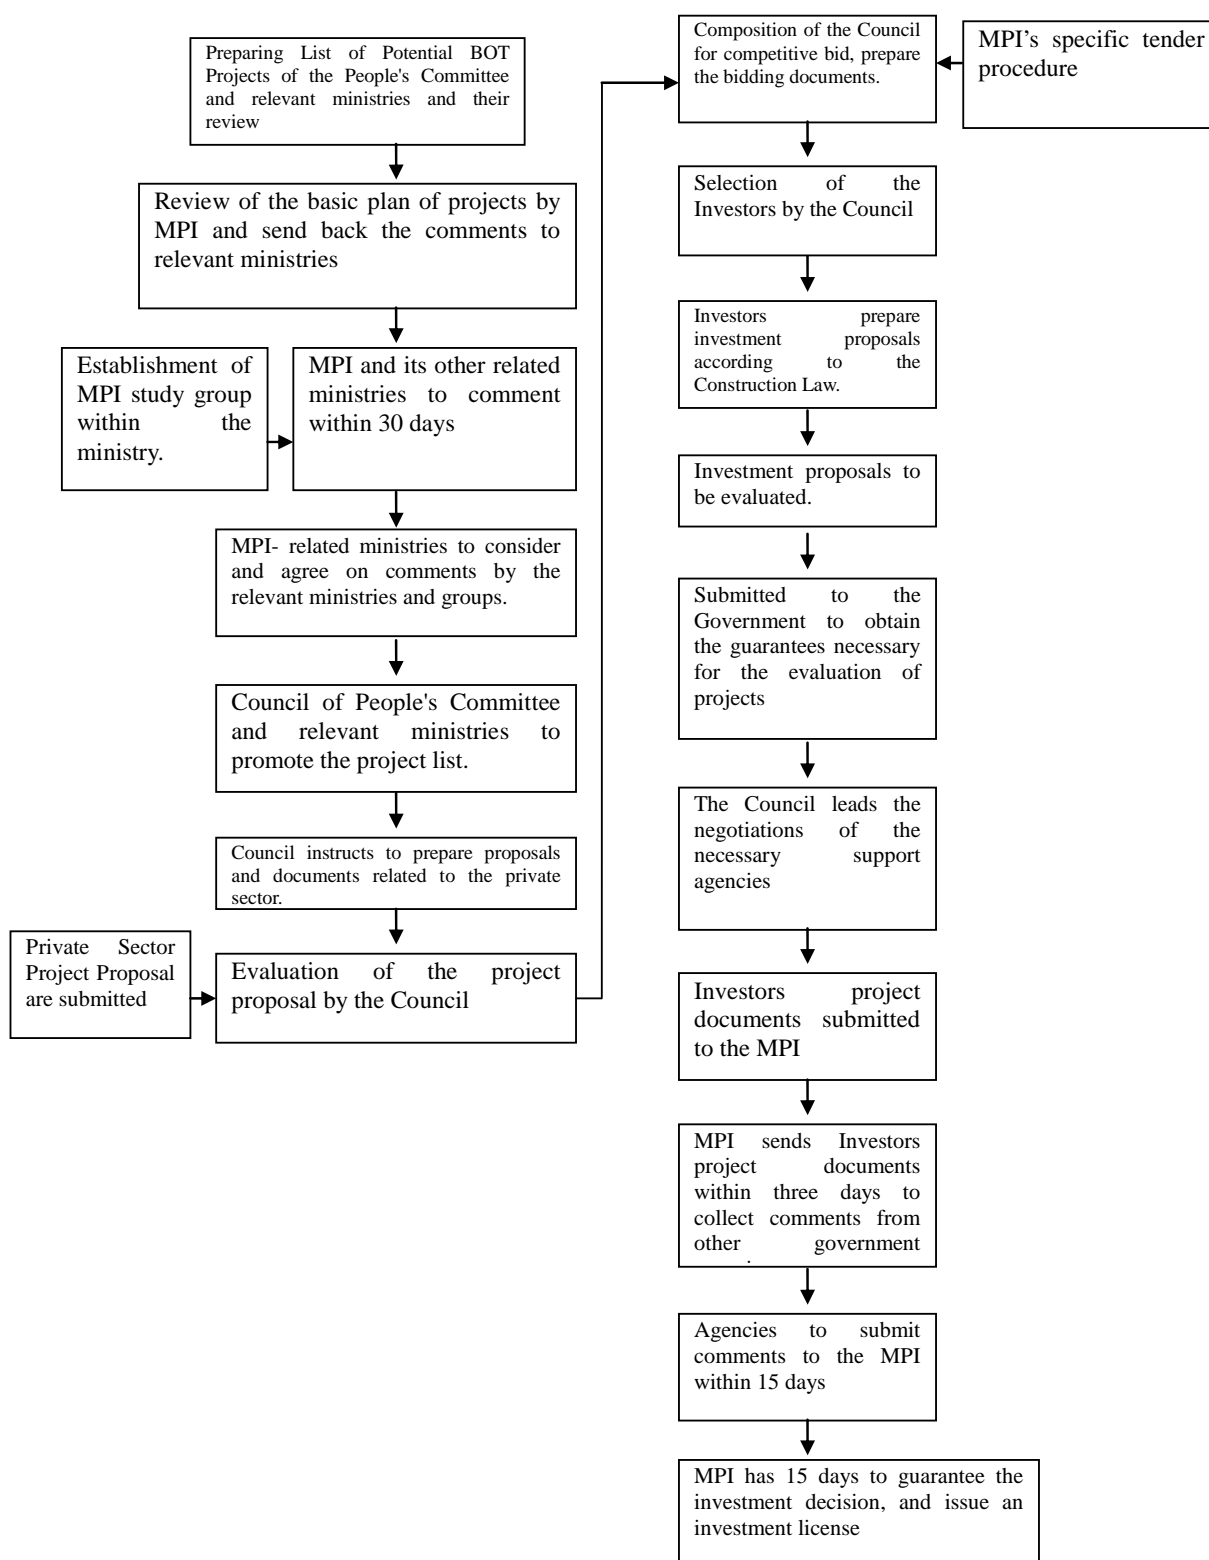 Preparing List of Potential BOT
Projects of the People's Committee
and relevant ministries and their
review
Review of the basic plan of projects by
MPI and send back the comments to
relevant ministries
Establishment of
MPI study group
within the
ministry.
MPI and its other related
ministries to comment
within 30 days
MPI- related ministries to consider
and agree on comments by the
relevant ministries and groups.
Council of People's Committee
and relevant ministries to
promote the project list.
Council instructs to prepare proposals
and documents related to the private
sector.
Private Sector
Project Proposal
are submitted
Evaluation of the project
proposal by the Council
Composition of the Council
for competitive bid, prepare
the bidding documents.
MPI's specific tender
procedure
Selection of the
Investors by the Council
Investors prepare
investment proposals
according to the
Construction Law.
Investment proposals to
be evaluated.
Submitted to the
Government to obtain
the guarantees necessary
for the evaluation of
projects
The Council leads the
negotiations of the
necessary support
agencies
Investors project
documents submitted
to the MPI
MPI sends Investors
project documents
within three days to
collect comments from
other government
Agencies to submit
comments to the MPI
within 15 days
MPI has 15 days to guarantee the
investment decision, and issue an
investment license